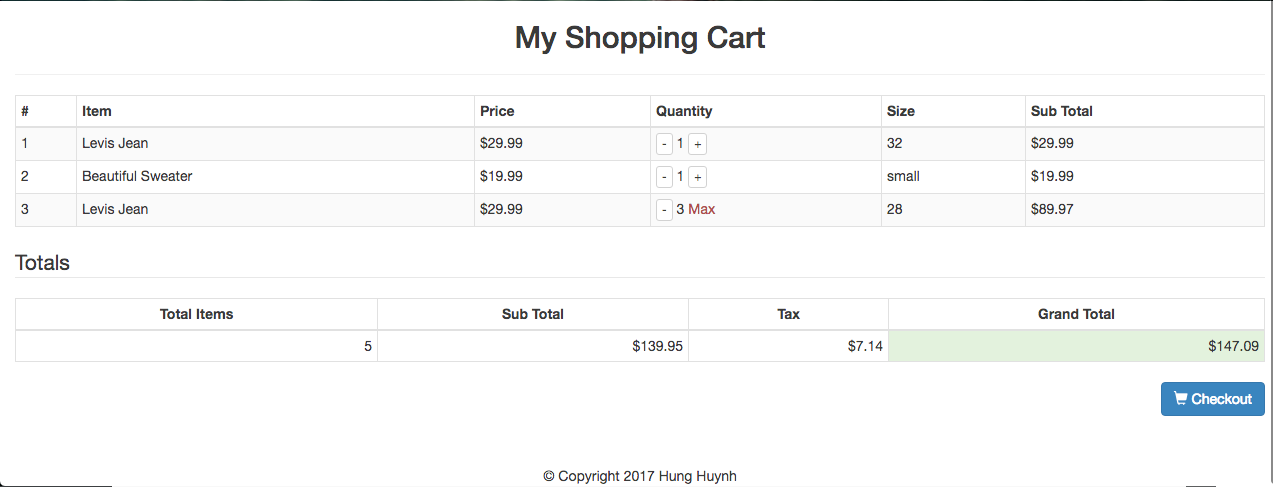 My Shopping Cart
# Item Price Quantity Size Sub Total
1 Levis Jean $29.99 - 1 + 32 $29.99
2 Beautiful Sweater $19.99 - 1 + small $19.99
3 Levis Jean $29.99 - 3 Max 28 $89.97
Totals
Total Items Sub Total Tax Grand Total
5 $139.95 $7.14 $147.09
Checkout
© Copyright 2017 Hung Huynh